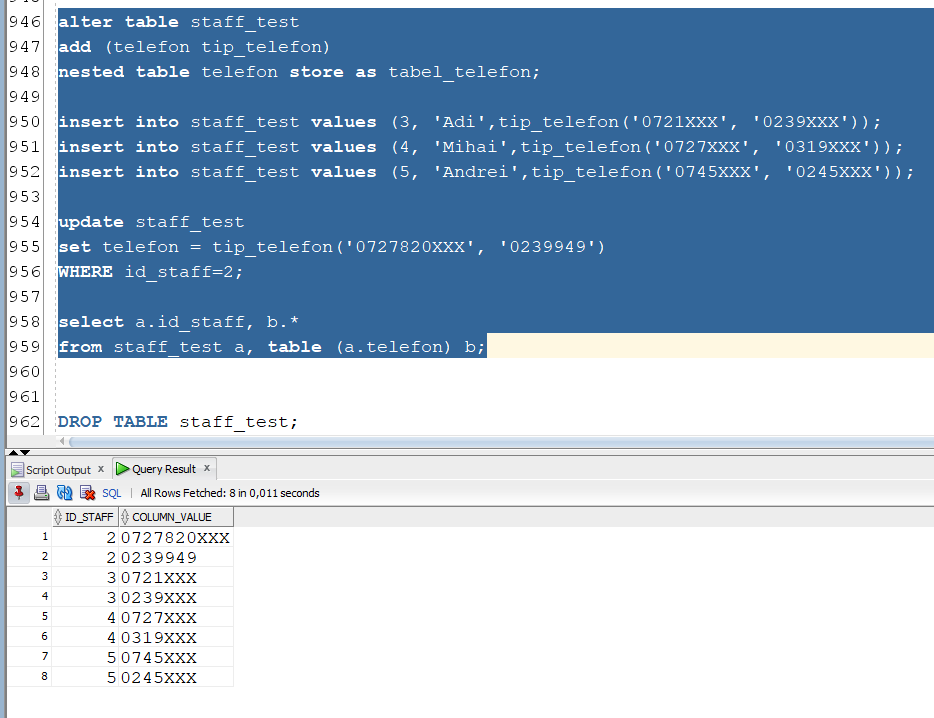 946 alter table staff_test
947 add (telefon tip_telefon)
948 nested table telefon store as tabel_telefon;
949
950 insert into staff_test values (3, 'Adi',tip_telefon('0721XXX', '0239XXX'));
951 insert into staff_test values (4, 'Mihai',tip_telefon('0727XXX', '0319XXX'));
952 insert into staff_test values (5, 'Andrei',tip_telefon('0745XXX', '0245XXX'));
953
954 update staff_test
955 set telefon = tip_telefon('0727820XXX', '0239949')
956 WHERE id_staff=2;
957
958 select a.id_staff, b.*
959 from staff_test a, table (a.telefon) b;
960
961
962 DROP TABLE staff_test;
Script Output x Query Result x
SQL | All Rows Fetched: 8 in 0,011 seconds
ID_STAFF COLUMN_VALUE
1 2 0727820XXX
2 2 0239949
3 3 0721XXX
4 3 0239XXX
5 4 0727XXX
6 4 0319XXX
7 5 0745XXX
8 5 0245XXX